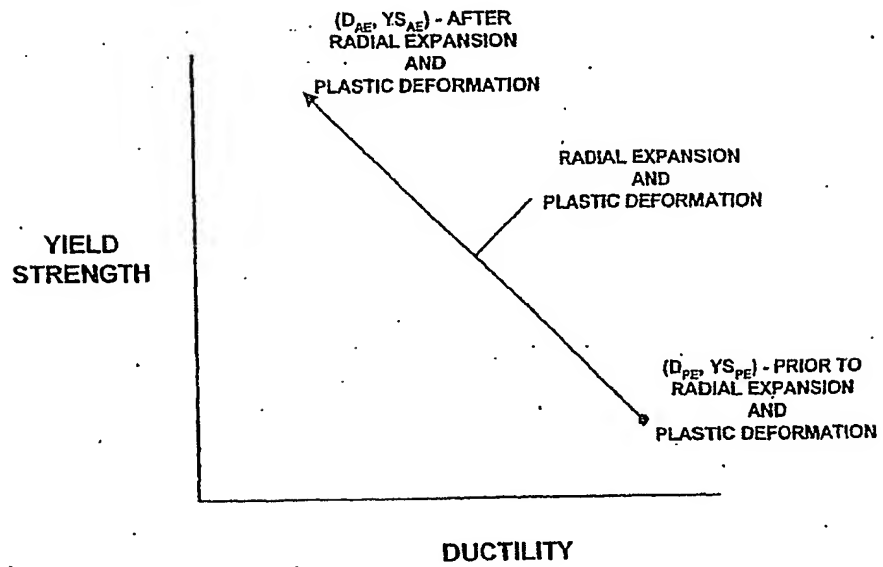 (D_AE, YS_AE) - AFTER
RADIAL EXPANSION
AND
PLASTIC DEFORMATION
RADIAL EXPANSION
AND
PLASTIC DEFORMATION
YIELD
STRENGTH
(D_PE, YS_PE) - PRIOR TO
RADIAL EXPANSION
AND
PLASTIC DEFORMATION
DUCTILITY